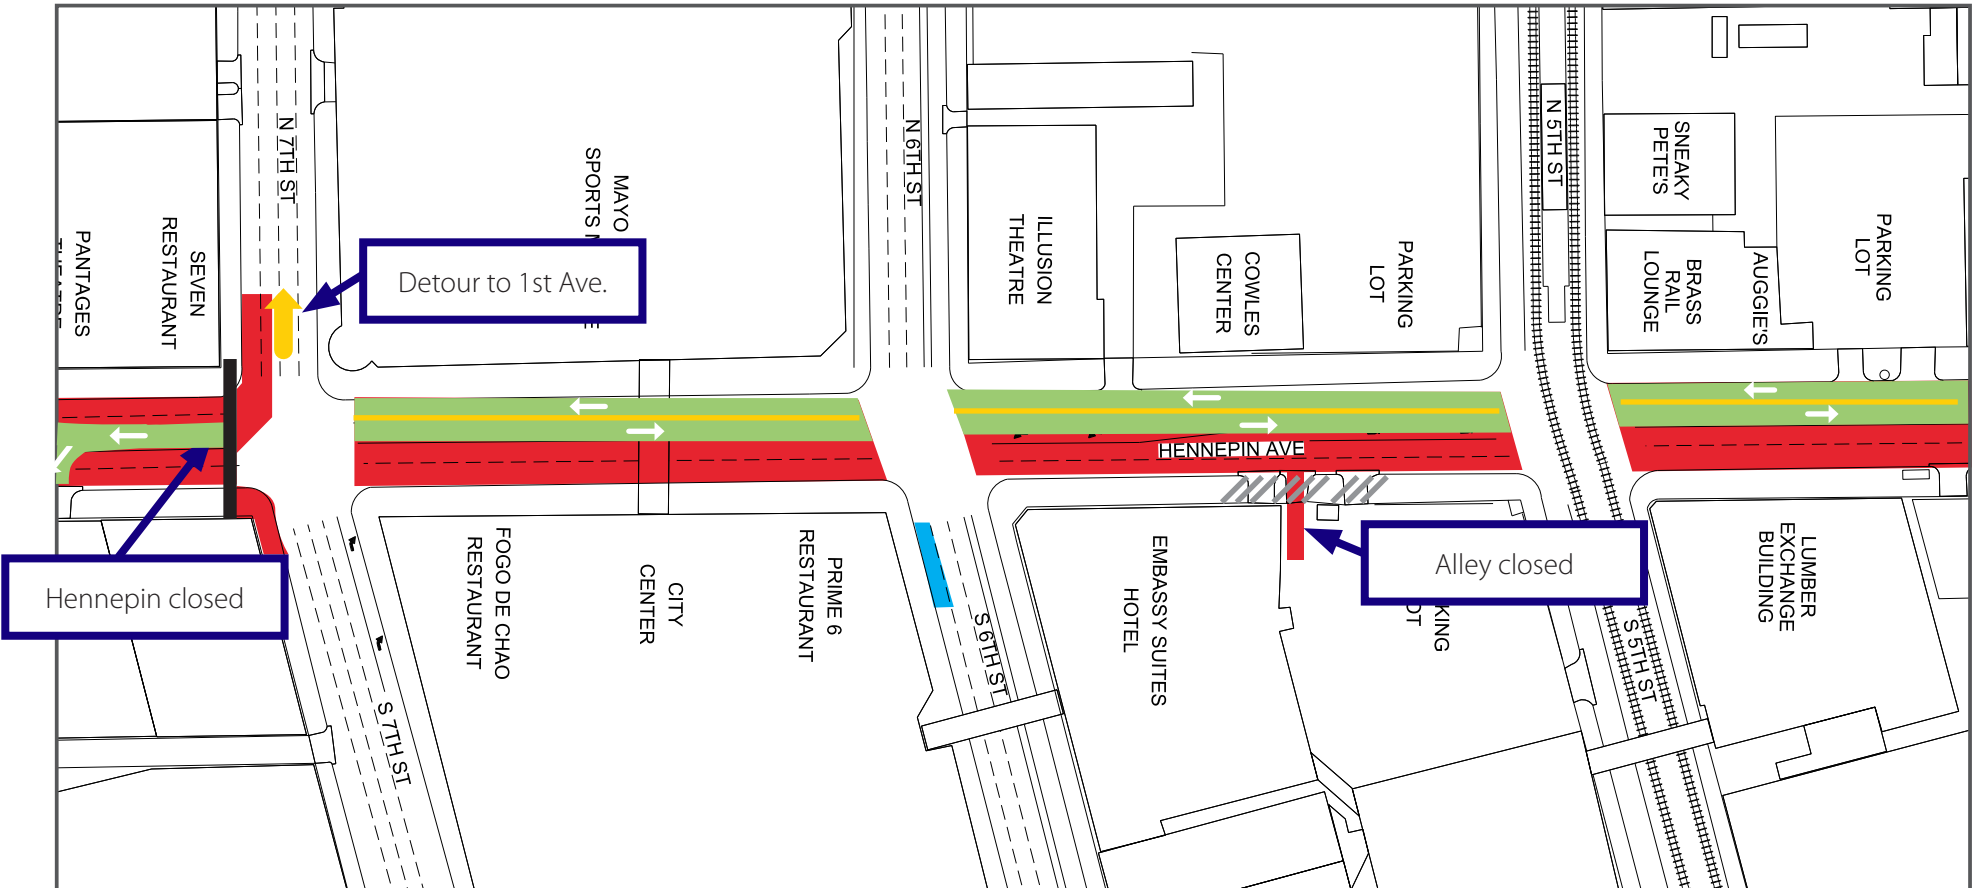 N 7TH ST
MAYO
SPORTS
N 6TH ST
ILLUSION
THEATRE
COWLES
CENTER
PARKING
LOT
N 5TH ST
SNEAKY
PETE'S
BRASS
RAIL
LOUNGE
AUGGIE'S
PARKING
LOT
PANTAGES
SEVEN
RESTAURANT
Detour to 1st Ave.
HENNEPIN AVE
Hennepin closed
Alley closed
FOGO DE CHAO
RESTAURANT
CITY
CENTER
PRIME 6
RESTAURANT
EMBASSY SUITES
HOTEL
LUMBER
EXCHANGE
BUILDING
S 7TH ST
S 6TH ST
S 5TH ST